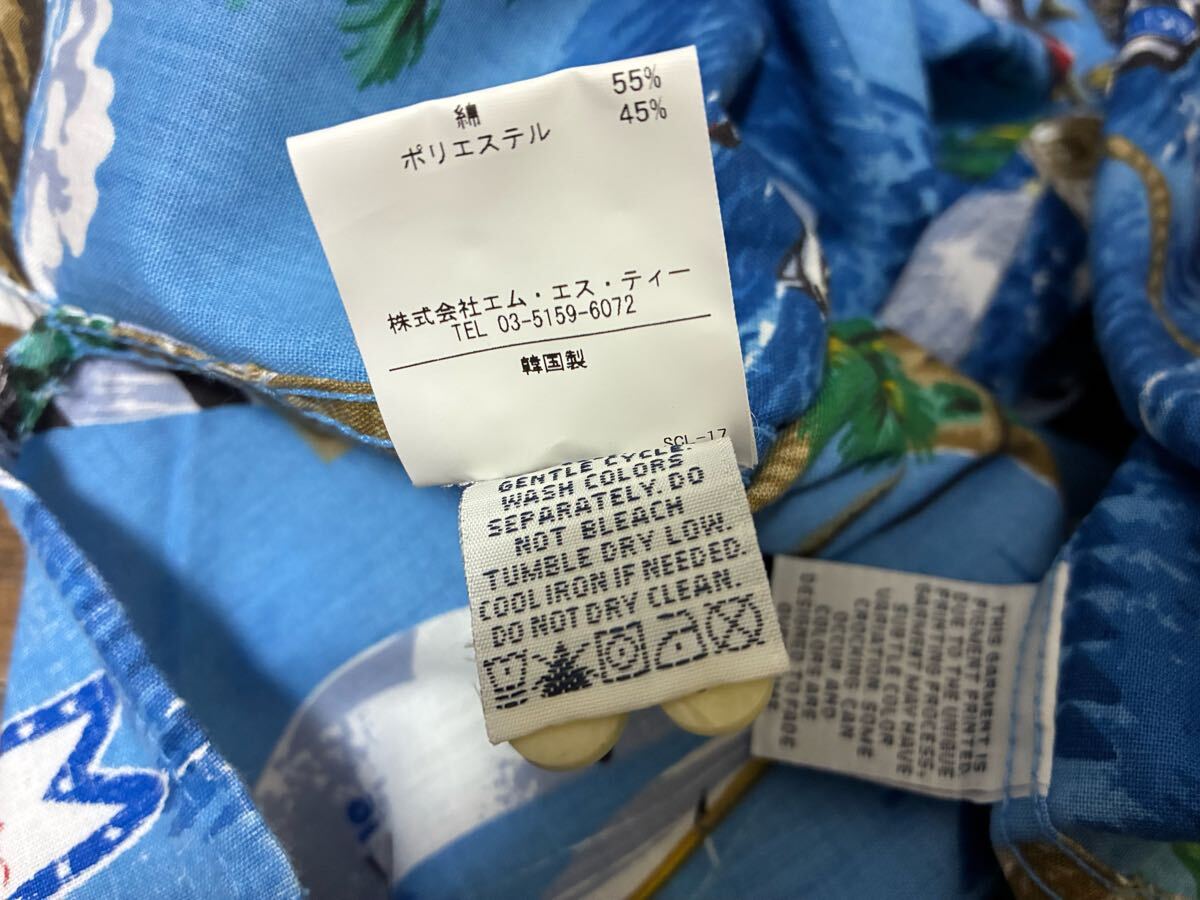 綿 55%
ポリエステル 45%
株式会社エム・エス・ティー
TEL 03-5159-6072
韓国製
SCL-17
GENTLE CYCLE.
WASH COLORS
SEPARATELY. DO
NOT BLEACH
TUMBLE DRY LOW.
COOL IRON IF NEEDED.
DO NOT DRY CLEAN.
THIS GARMENT IS
PIGMENT PRINTED.
DUE TO THE UNIQUE
PRINTING PROCESS,
GARMENT MAY HAVE
SUBTLE COLOR
VARIATION SOME
CROCKING CAN
OCCUR AND
COLOR ARE
DESIGNED TO FADE